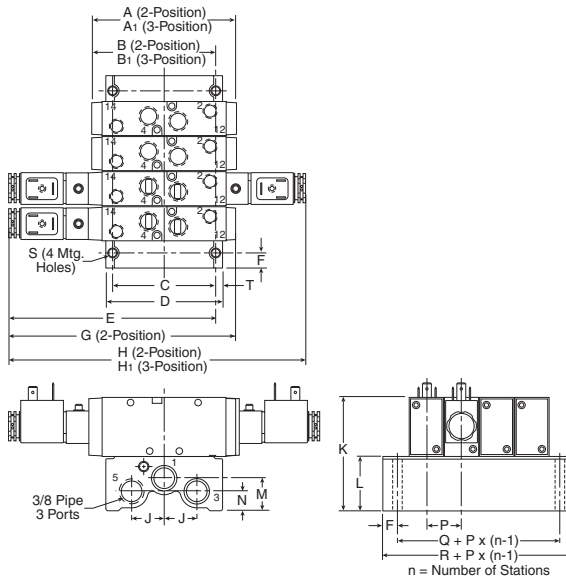 A (2-Position)
A1 (3-Position)
B (2-Position)
B1 (3-Position)
14
2
4
12
14
2
4
12
14
2
4
12
14
2
4
12
S (4 Mtg.
Holes)
F
C
T
D
E
G (2-Position)
H (2-Position)
H1 (3-Position)
1
5
3
3/8 Pipe
3 Ports
J
J
N
M
K
L
F
P
Q + P x (n-1)
R + P x (n-1)
n = Number of Stations